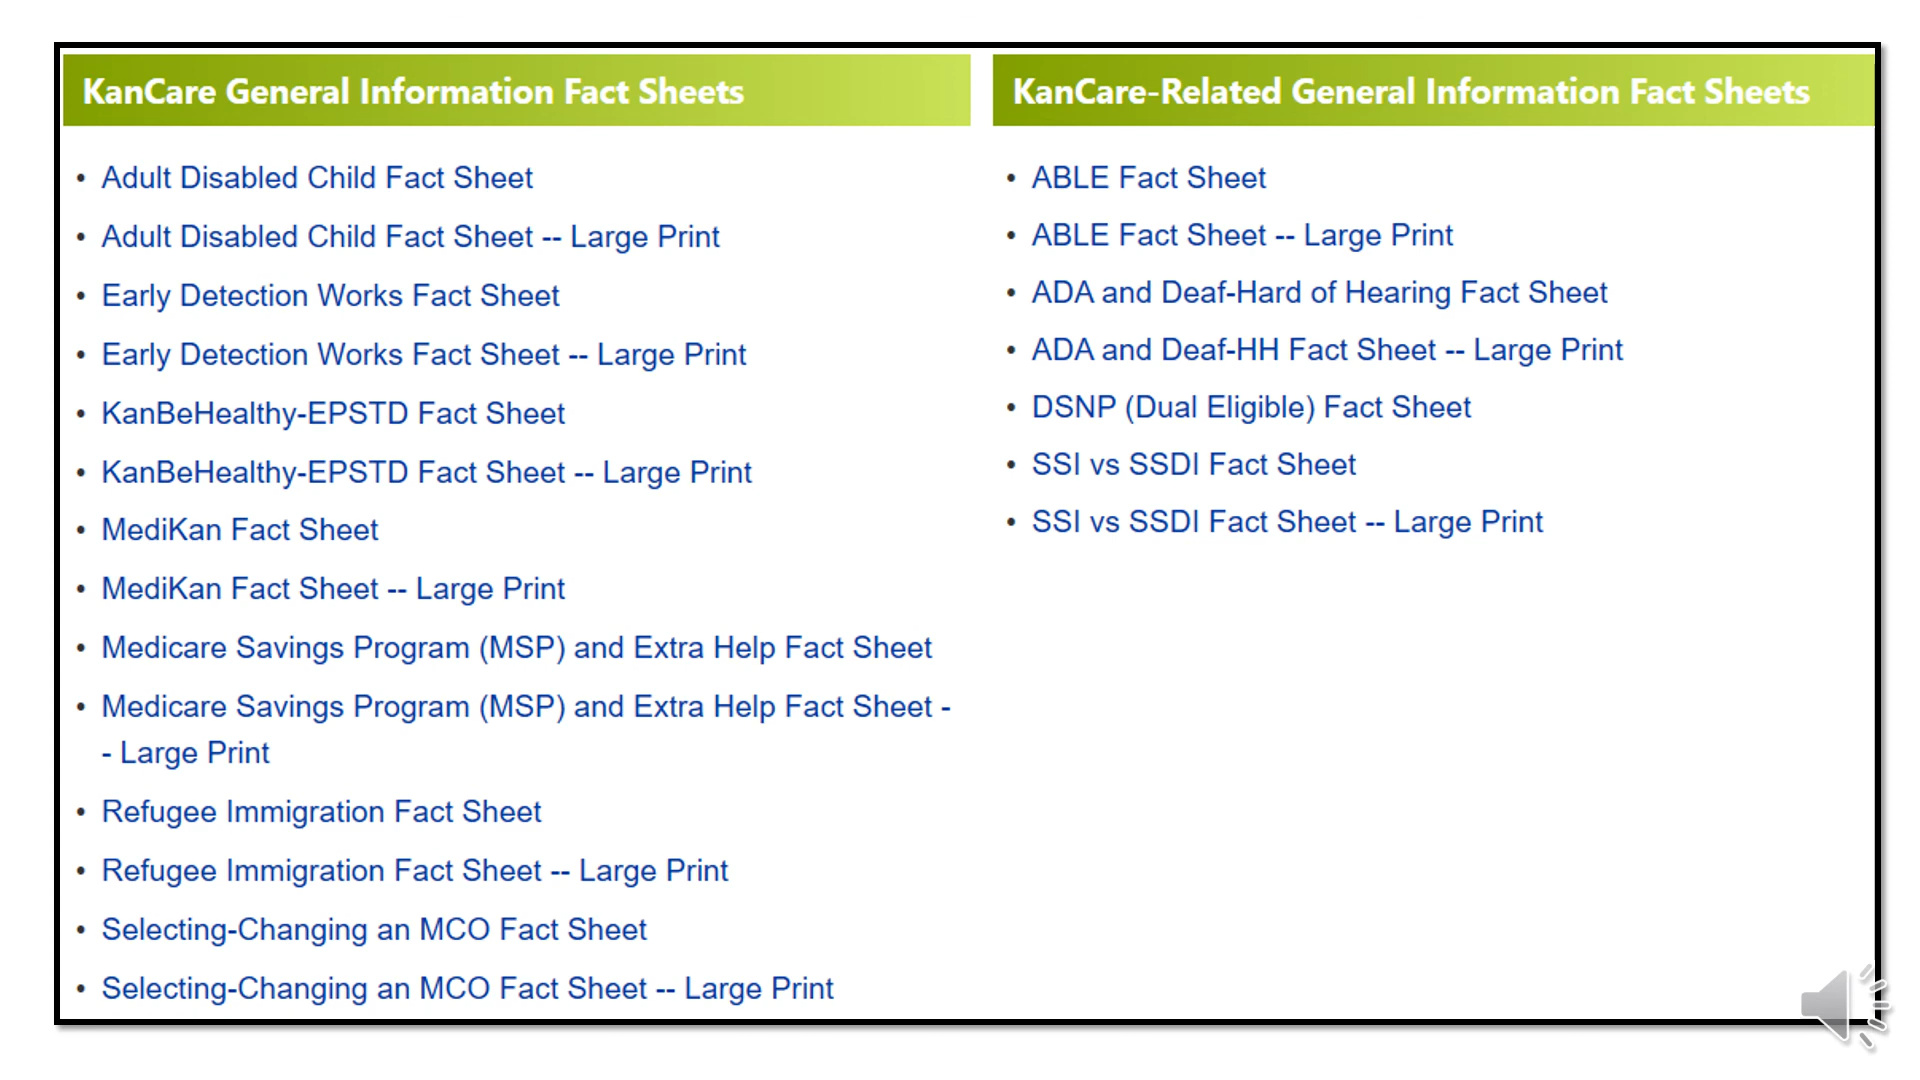 KanCare General Information Fact Sheets
• Adult Disabled Child Fact Sheet
• Adult Disabled Child Fact Sheet -- Large Print
• Early Detection Works Fact Sheet
• Early Detection Works Fact Sheet -- Large Print
• KanBeHealthy-EPSTD Fact Sheet
• KanBeHealthy-EPSTD Fact Sheet -- Large Print
• MediKan Fact Sheet
• MediKan Fact Sheet -- Large Print
• Medicare Savings Program (MSP) and Extra Help Fact Sheet
• Medicare Savings Program (MSP) and Extra Help Fact Sheet -
- Large Print
• Refugee Immigration Fact Sheet
• Refugee Immigration Fact Sheet -- Large Print
• Selecting-Changing an MCO Fact Sheet
• Selecting-Changing an MCO Fact Sheet -- Large Print
KanCare-Related General Information Fact Sheets
• ABLE Fact Sheet
• ABLE Fact Sheet -- Large Print
• ADA and Deaf-Hard of Hearing Fact Sheet
• ADA and Deaf-HH Fact Sheet -- Large Print
• DSNP (Dual Eligible) Fact Sheet
• SSI vs SSDI Fact Sheet
• SSI vs SSDI Fact Sheet -- Large Print